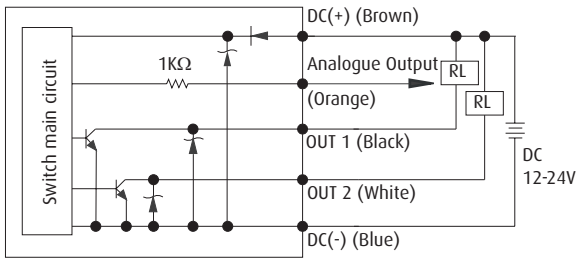 DC(+) (Brown)
1KΩ
Analogue Output
(Orange)
RL
RL
Switch main circuit
OUT 1 (Black)
DC
12-24V
OUT 2 (White)
DC(-) (Blue)